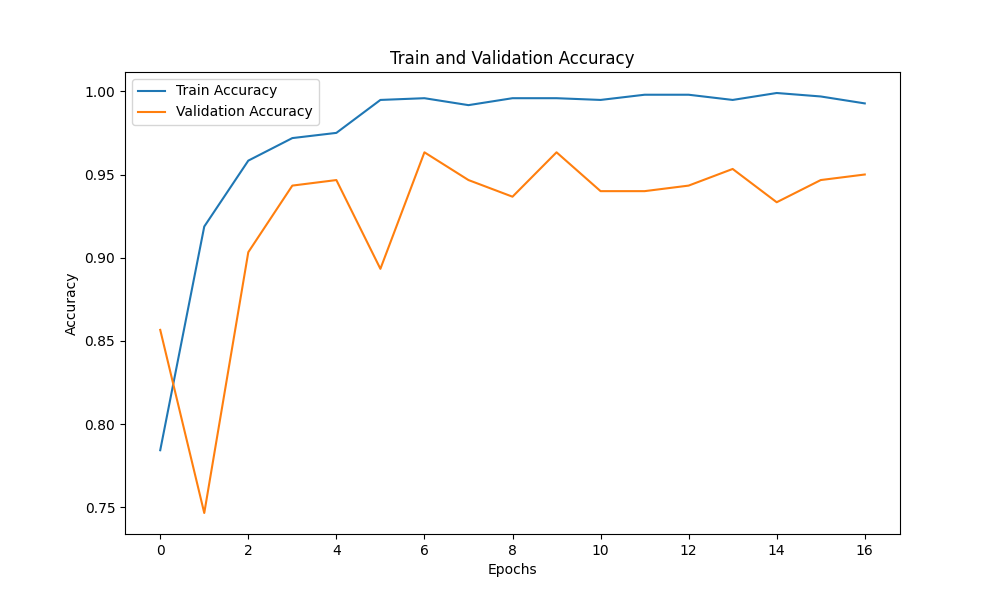 Train and Validation Accuracy
Train Accuracy
Validation Accuracy
1.00
0.95
0.90
0.85
0.80
0.75
Accuracy
0 2 4 6 8 10 12 14 16
Epochs